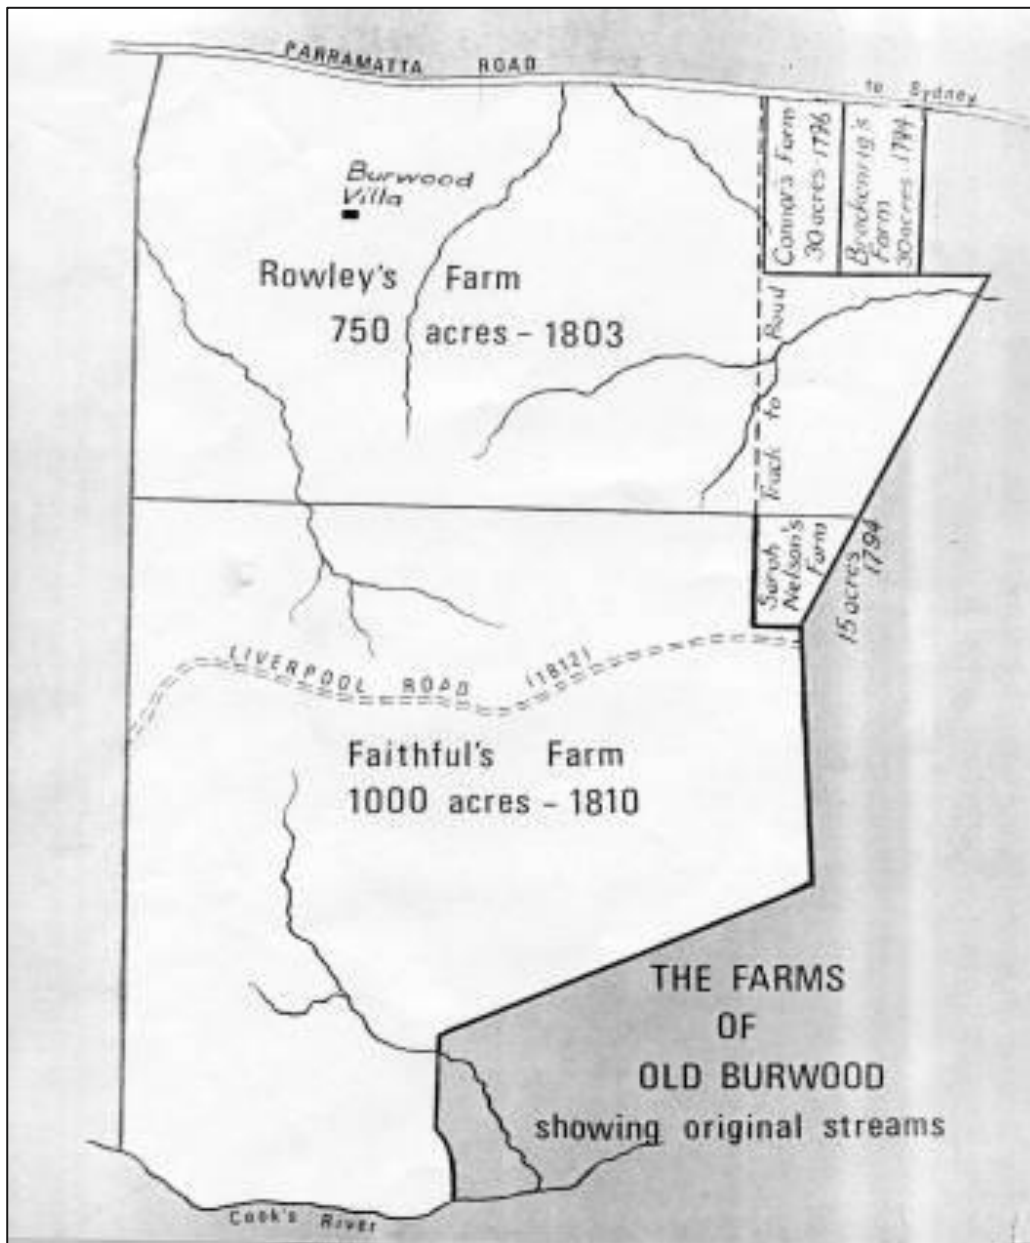 PARRAMATTA ROAD
to Sydney
Connors Farm
30 acres 1796
Brackenrig's
Farm
30 acres 1794
Burwood
Villa
Rowley's Farm
750 acres - 1803
Track to Road
Sarah
Nelson's
Farm
15 acres
1794
LIVERPOOL ROAD (1812)
Faithful's Farm
1000 acres - 1810
THE FARMS
OF
OLD BURWOOD
showing original streams
Cook's River